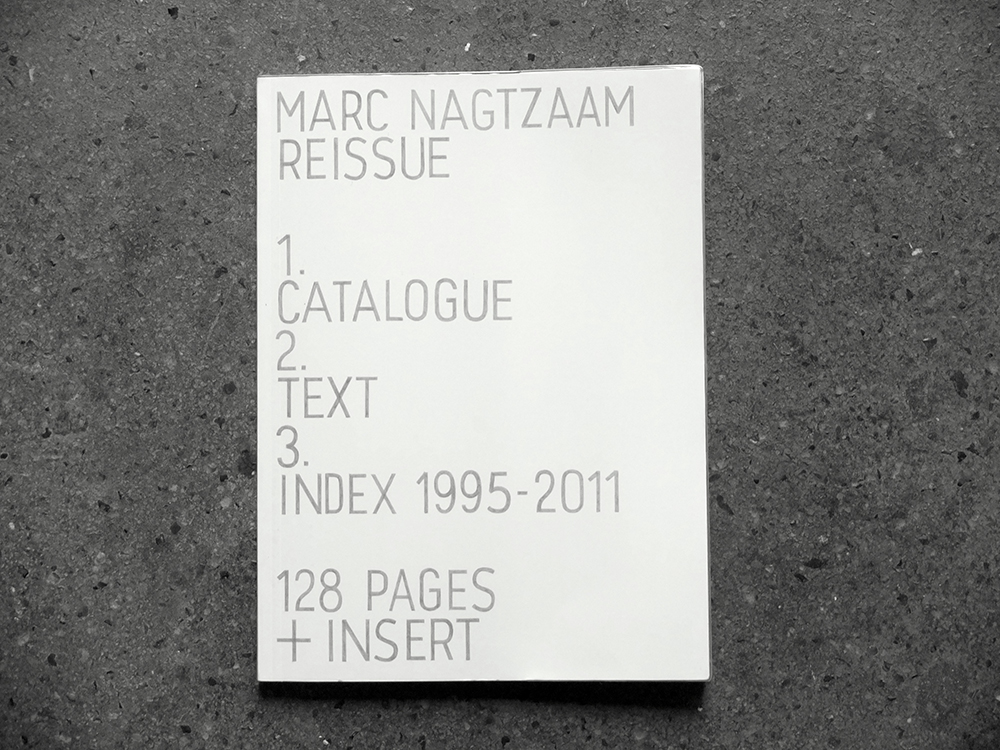 MARC NAGTZAAM
REISSUE
1.
CATALOGUE
2.
TEXT
3.
INDEX 1995-2011
128 PAGES
+ INSERT